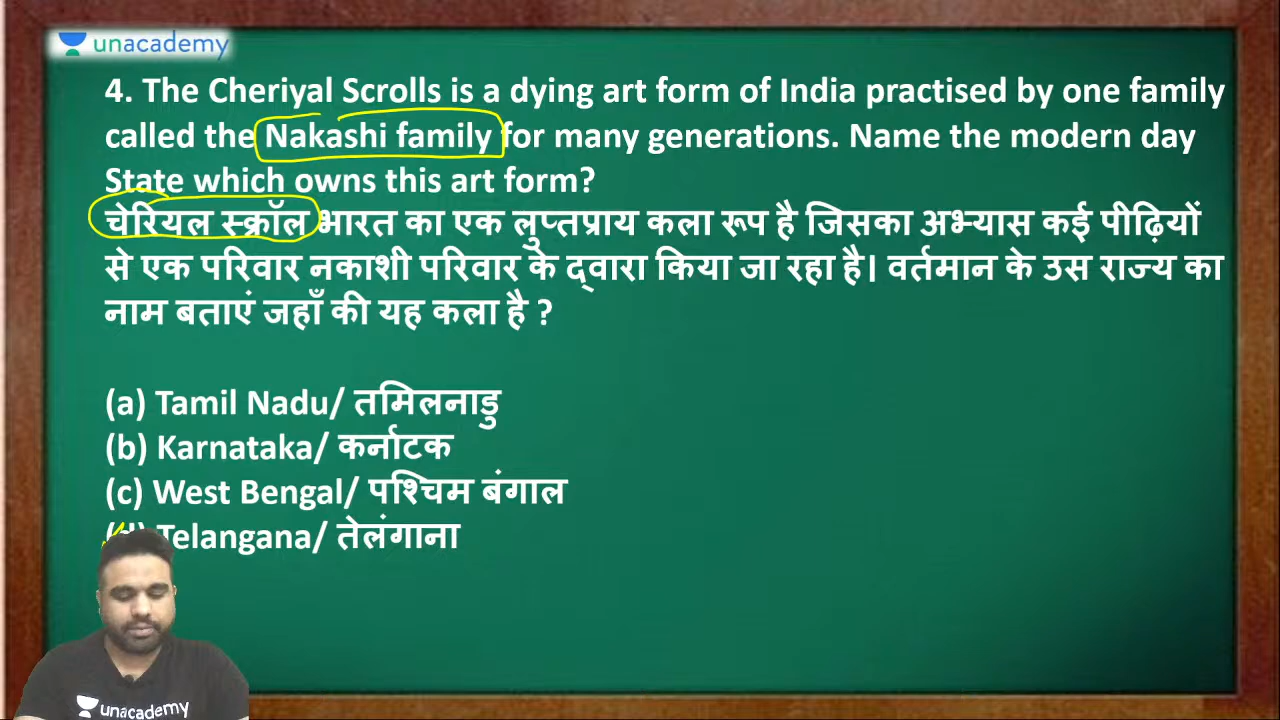 unacademy
4. The Cheriyal Scrolls is a dying art form of India practised by one family
called the Nakashi family for many generations. Name the modern day
State which owns this art form?
चेरियल स्क्रॉल भारत का एक लुप्तप्राय कला रूप है जिसका अभ्यास कई पीढ़ियों
से एक परिवार नकाशी परिवार के द्वारा किया जा रहा है। वर्तमान के उस राज्य का
नाम बताएं जहाँ की यह कला है ?
(a) Tamil Nadu/ तमिलनाडु
(b) Karnataka/ कर्नाटक
(c) West Bengal/ पश्चिम बंगाल
(d) Telangana/ तेलंगाना
unacademy